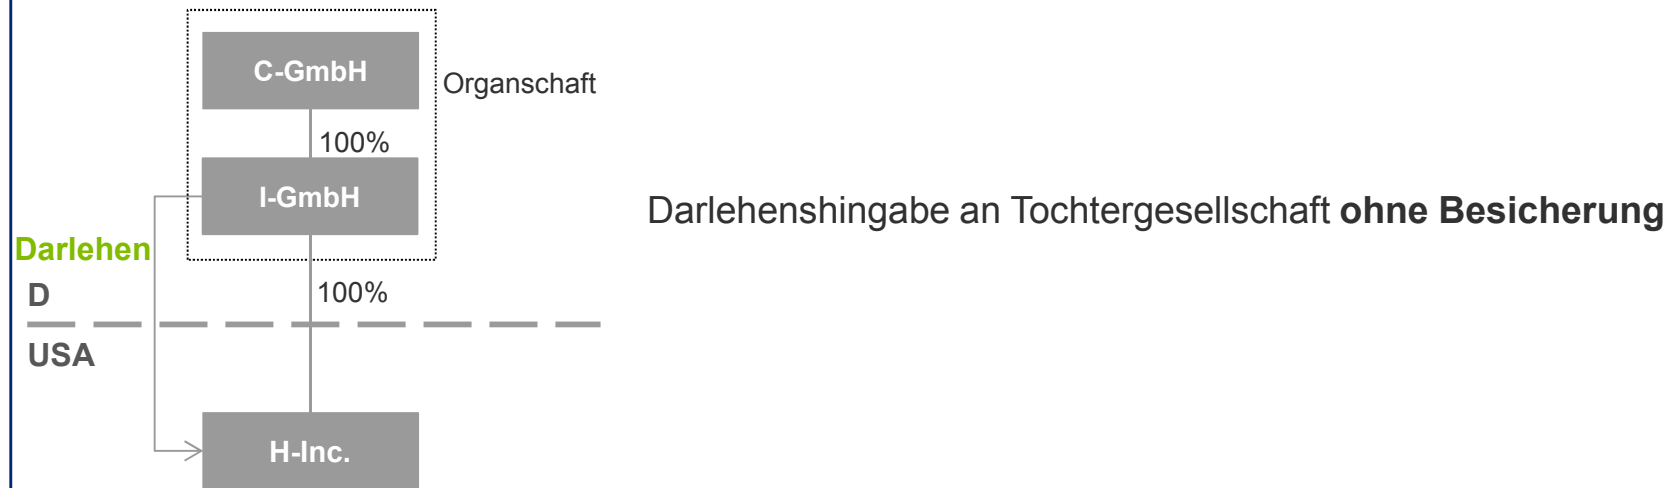 C-GmbH
Organschaft
100%
I-GmbH
Darlehenshingabe an Tochtergesellschaft ohne Besicherung
Darlehen
D
100%
USA
H-Inc.